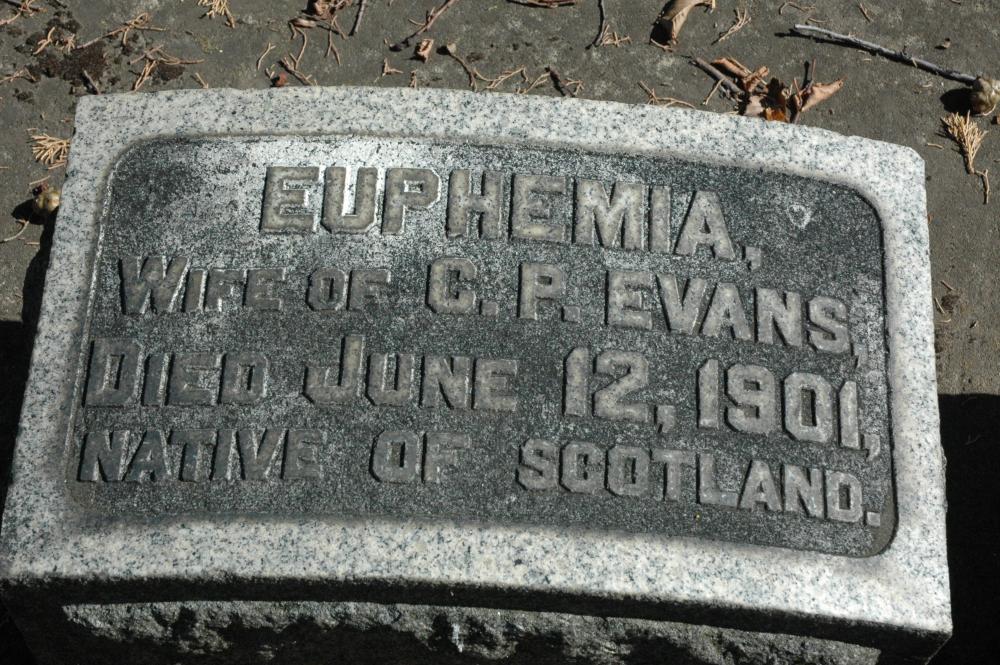 EUPHEMIA,
WIFE OF C. P. EVANS,
DIED JUNE 12, 1901,
NATIVE OF SCOTLAND.